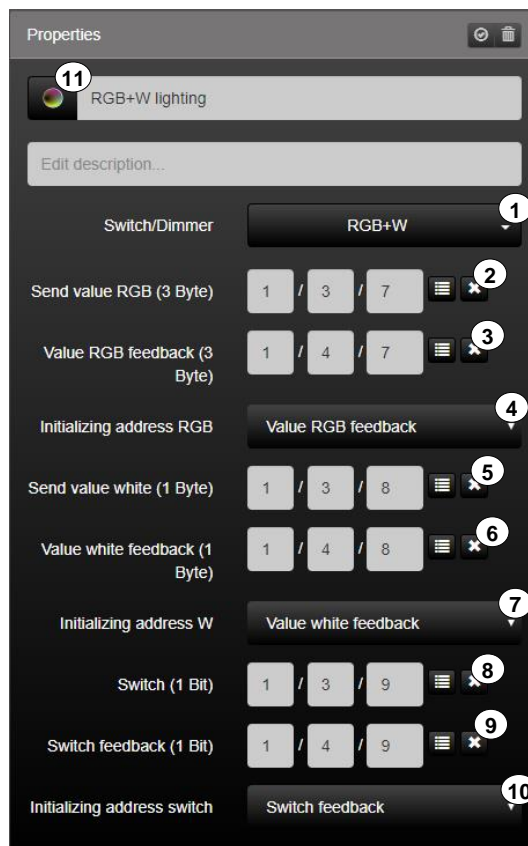 Properties
11
RGB+W lighting
Edit description...
Switch/Dimmer RGB+W 1
Send value RGB (3 Byte) 1 / 3 / 7 2
Value RGB feedback (3
Byte) 1 / 4 / 7 3
Initializing address RGB Value RGB feedback 4
Send value white (1 Byte) 1 / 3 / 8 5
Value white feedback (1
Byte) 1 / 4 / 8 6
Initializing address W Value white feedback 7
Switch (1 Bit) 1 / 3 / 9 8
Switch feedback (1 Bit) 1 / 4 / 9 9
Initializing address switch Switch feedback 10